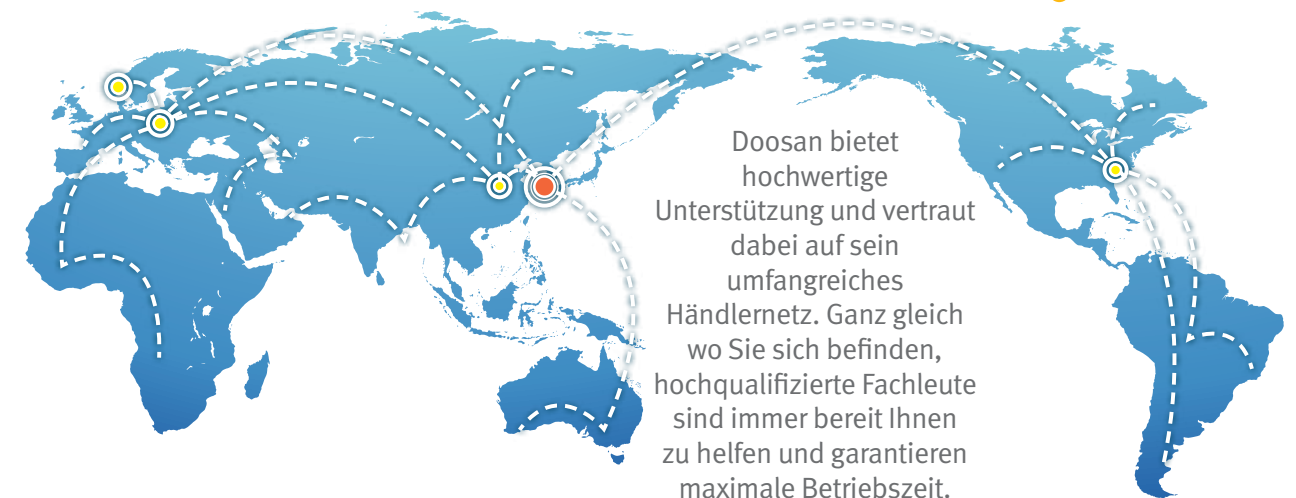 Doosan bietet
hochwertige
Unterstützung und vertraut
dabei auf sein
umfangreiches
Händlernetz. Ganz gleich
wo Sie sich befinden,
hochqualifizierte Fachleute
sind immer bereit Ihnen
zu helfen und garantieren
maximale Betriebszeit.